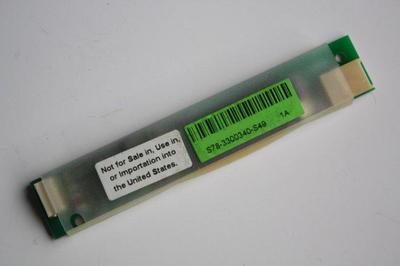 Not for Sale in, Use in,
or Importation into
the United States.
S78-3300340-S49
1A